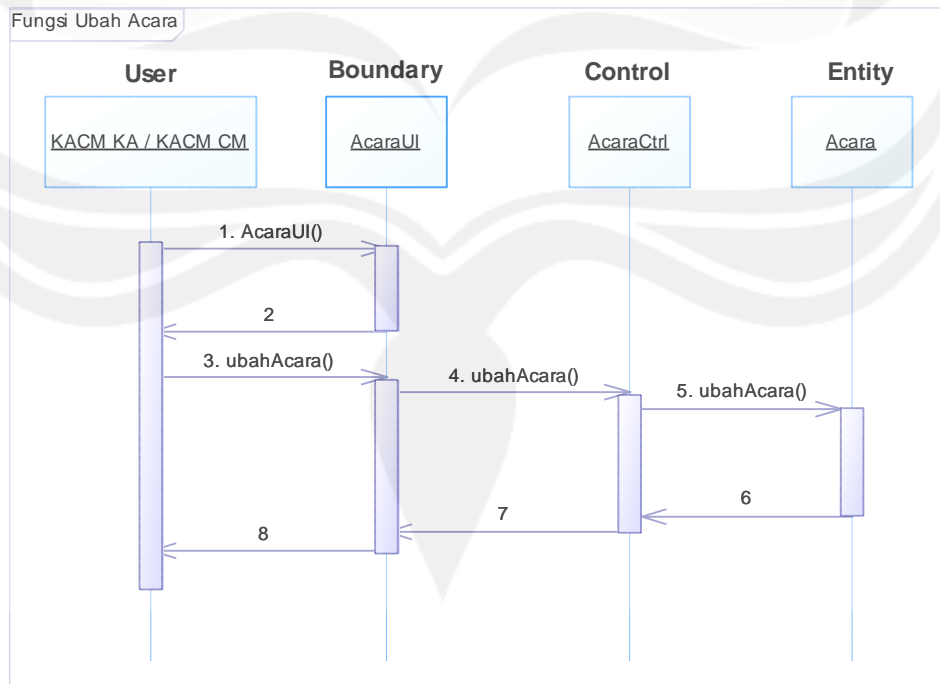 Fungsi Ubah Acara
User
Boundary
Control
Entity
KACM KA / KACM CM
AcaraUI
AcaraCtrl
Acara
1. AcaraUI()
2
3. ubahAcara()
4. ubahAcara()
5. ubahAcara()
6
7
8